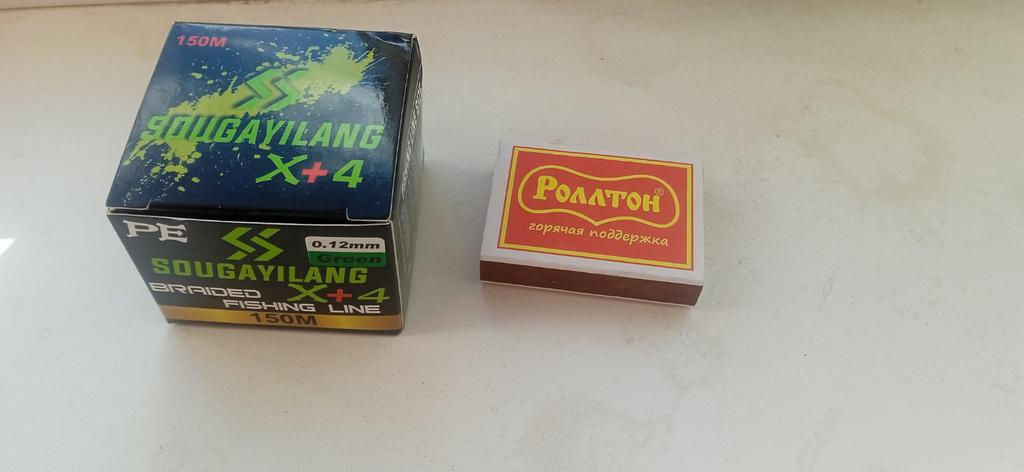 150M
SOUGAYILANG
X+4
PE
0.12mm
Green
SOUGAYILANG
X+4
BRAIDED
FISHING LINE
150M
РОЛЛТОН®
горячая поддержка